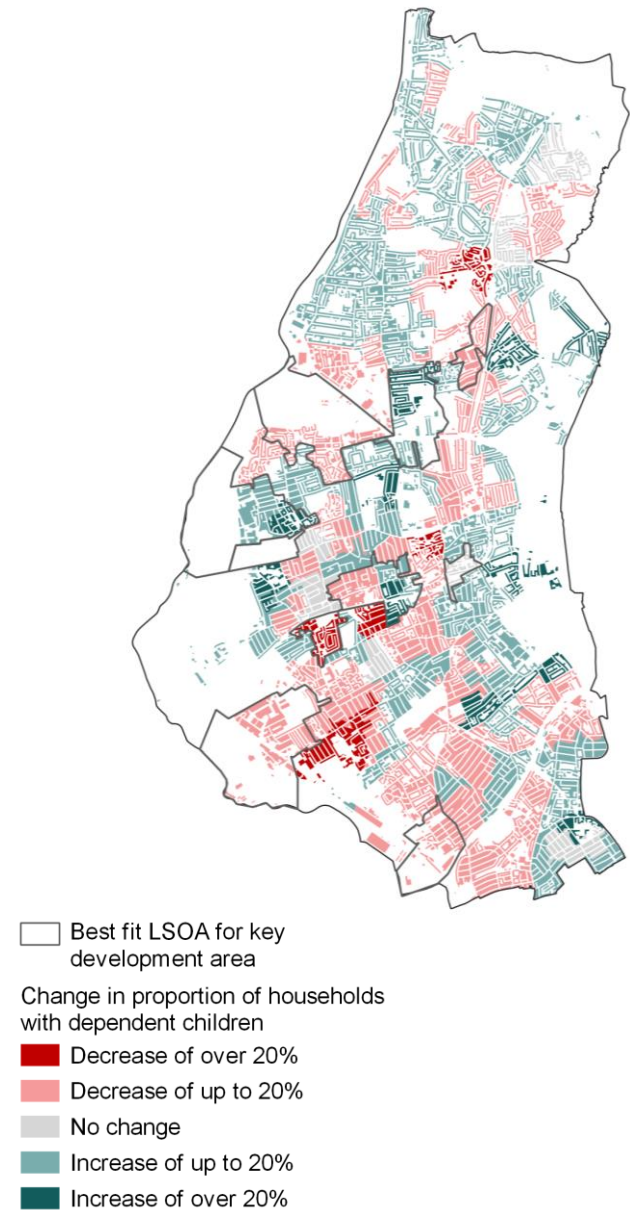 Best fit LSOA for key
development area
Change in proportion of households
with dependent children
Decrease of over 20%
Decrease of up to 20%
No change
Increase of up to 20%
Increase of over 20%